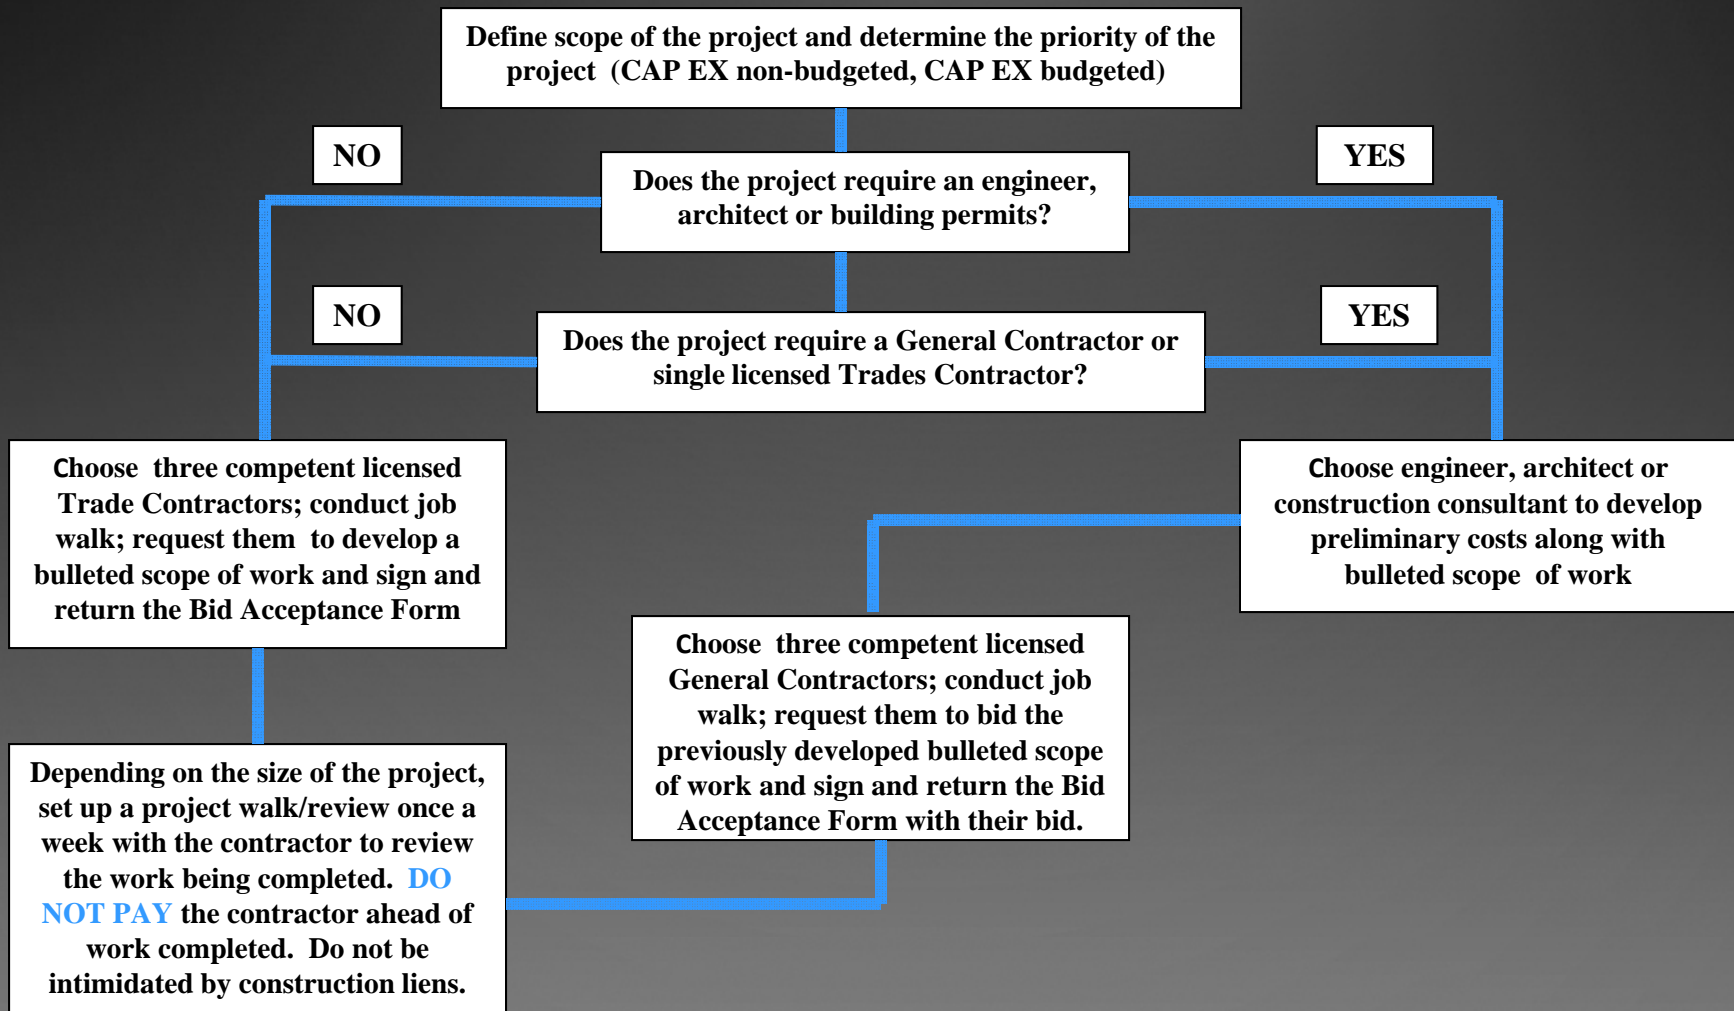 Define scope of the project and determine the priority of the
project (CAP EX non-budgeted, CAP EX budgeted)
NO
YES
Does the project require an engineer,
architect or building permits?
NO
YES
Does the project require a General Contractor or
single licensed Trades Contractor?
Choose three competent licensed
Trade Contractors; conduct job
walk; request them to develop a
bulleted scope of work and sign and
return the Bid Acceptance Form
Choose engineer, architect or
construction consultant to develop
preliminary costs along with
bulleted scope of work
Choose three competent licensed
General Contractors; conduct job
walk; request them to bid the
previously developed bulleted scope
of work and sign and return the Bid
Acceptance Form with their bid.
Depending on the size of the project,
set up a project walk/review once a
week with the contractor to review
the work being completed. DO
NOT PAY the contractor ahead of
work completed. Do not be
intimidated by construction liens.